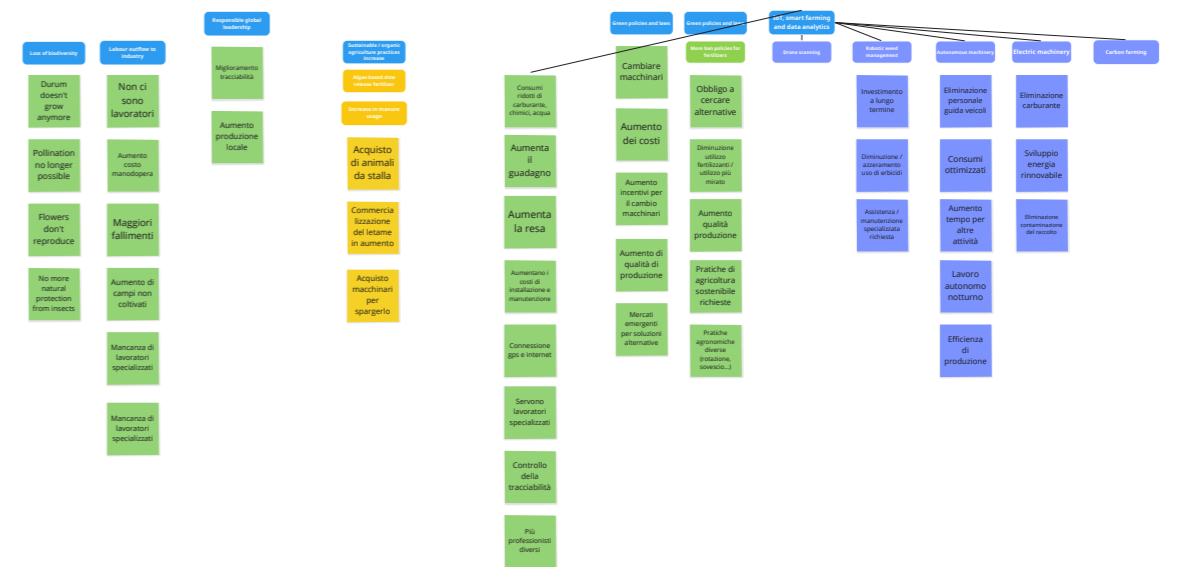 Loss of biodiversity
Durum
doesn't
grow
anymore
Pollination
no longer
possible
Flowers
don't
reproduce
No more
natural
protection
from insects
Labour outflow to
industry
Non ci
sono
lavoratori
Aumento
costo
manodopera
Maggiori
fallimenti
Aumento di
campi non
coltivati
Mancanza di
lavoratori
specializzati
Mancanza di
lavoratori
specializzati
Responsible global
leadership
Miglioramento
tracciabilità
Aumento
produzione
locale
Sustainable / organic
agriculture practices
increase
Algae-based slow
release fertilizer
Increase in manure
usage
Acquisto
di animali
da stalla
Commercia
lizzazione
del letame
in aumento
Acquisto
macchinari
per
spargerlo
Consumi
ridotti di
carburante,
chimici, acqua
Aumenta
il
guadagno
Aumenta
la resa
Aumentano i
costi di
installazione e
manutenzione
Connessione
gps e internet
Servono
lavoratori
specializzati
Controllo
della
tracciabilità
Più
professionisti
diversi
Green policies and laws
Cambiare
macchinari
Aumento
dei costi
Aumento
incentivi per
il cambio
macchinari
Aumento di
qualità di
produzione
Mercati
emergenti
per soluzioni
alternative
Green policies and laws
More ban policies for
fertilizers
Obbligo a
cercare
alternative
Diminuzione
utilizzo
fertilizzanti /
utilizzo più
mirato
Aumento
qualità
produzione
Pratiche di
agricoltura
sostenibile
richieste
Pratiche
agronomiche
diverse
(rotazione,
sovescio...)
IoT, smart farming
and data analytics
Drone scanning
Robotic weed
management
Investimento
a lungo
termine
Diminuzione /
azzeramento
uso di erbicidi
Assistenza /
manutenzione
specializzata
richiesta
Autonomous machinery
Eliminazione
personale
guida veicoli
Consumi
ottimizzati
Aumento
tempo per
altre
attività
Lavoro
autonomo
notturno
Efficienza
di
produzione
Electric machinery
Eliminazione
carburante
Sviluppo
energia
rinnovabile
Eliminazione
contaminazione
del raccolto
Carbon farming